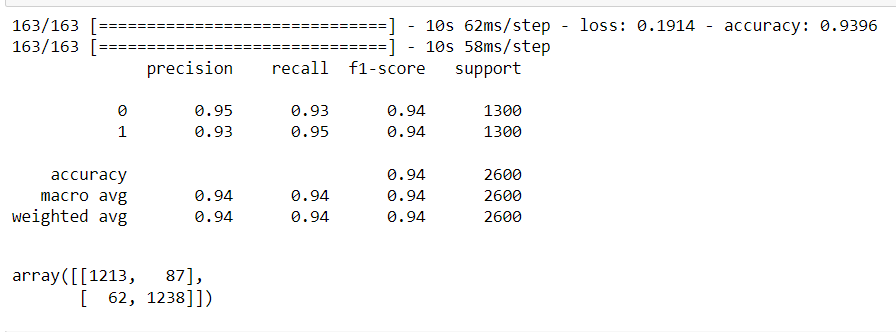 163/163 [==============================] - 10s 62ms/step - loss: 0.1914 - accuracy: 0.9396
163/163 [==============================] - 10s 58ms/step
precision recall f1-score support
0 0.95 0.93 0.94 1300
1 0.93 0.95 0.94 1300
accuracy 0.94 2600
macro avg 0.94 0.94 0.94 2600
weighted avg 0.94 0.94 0.94 2600
array([[1213, 87],
[ 62, 1238]])